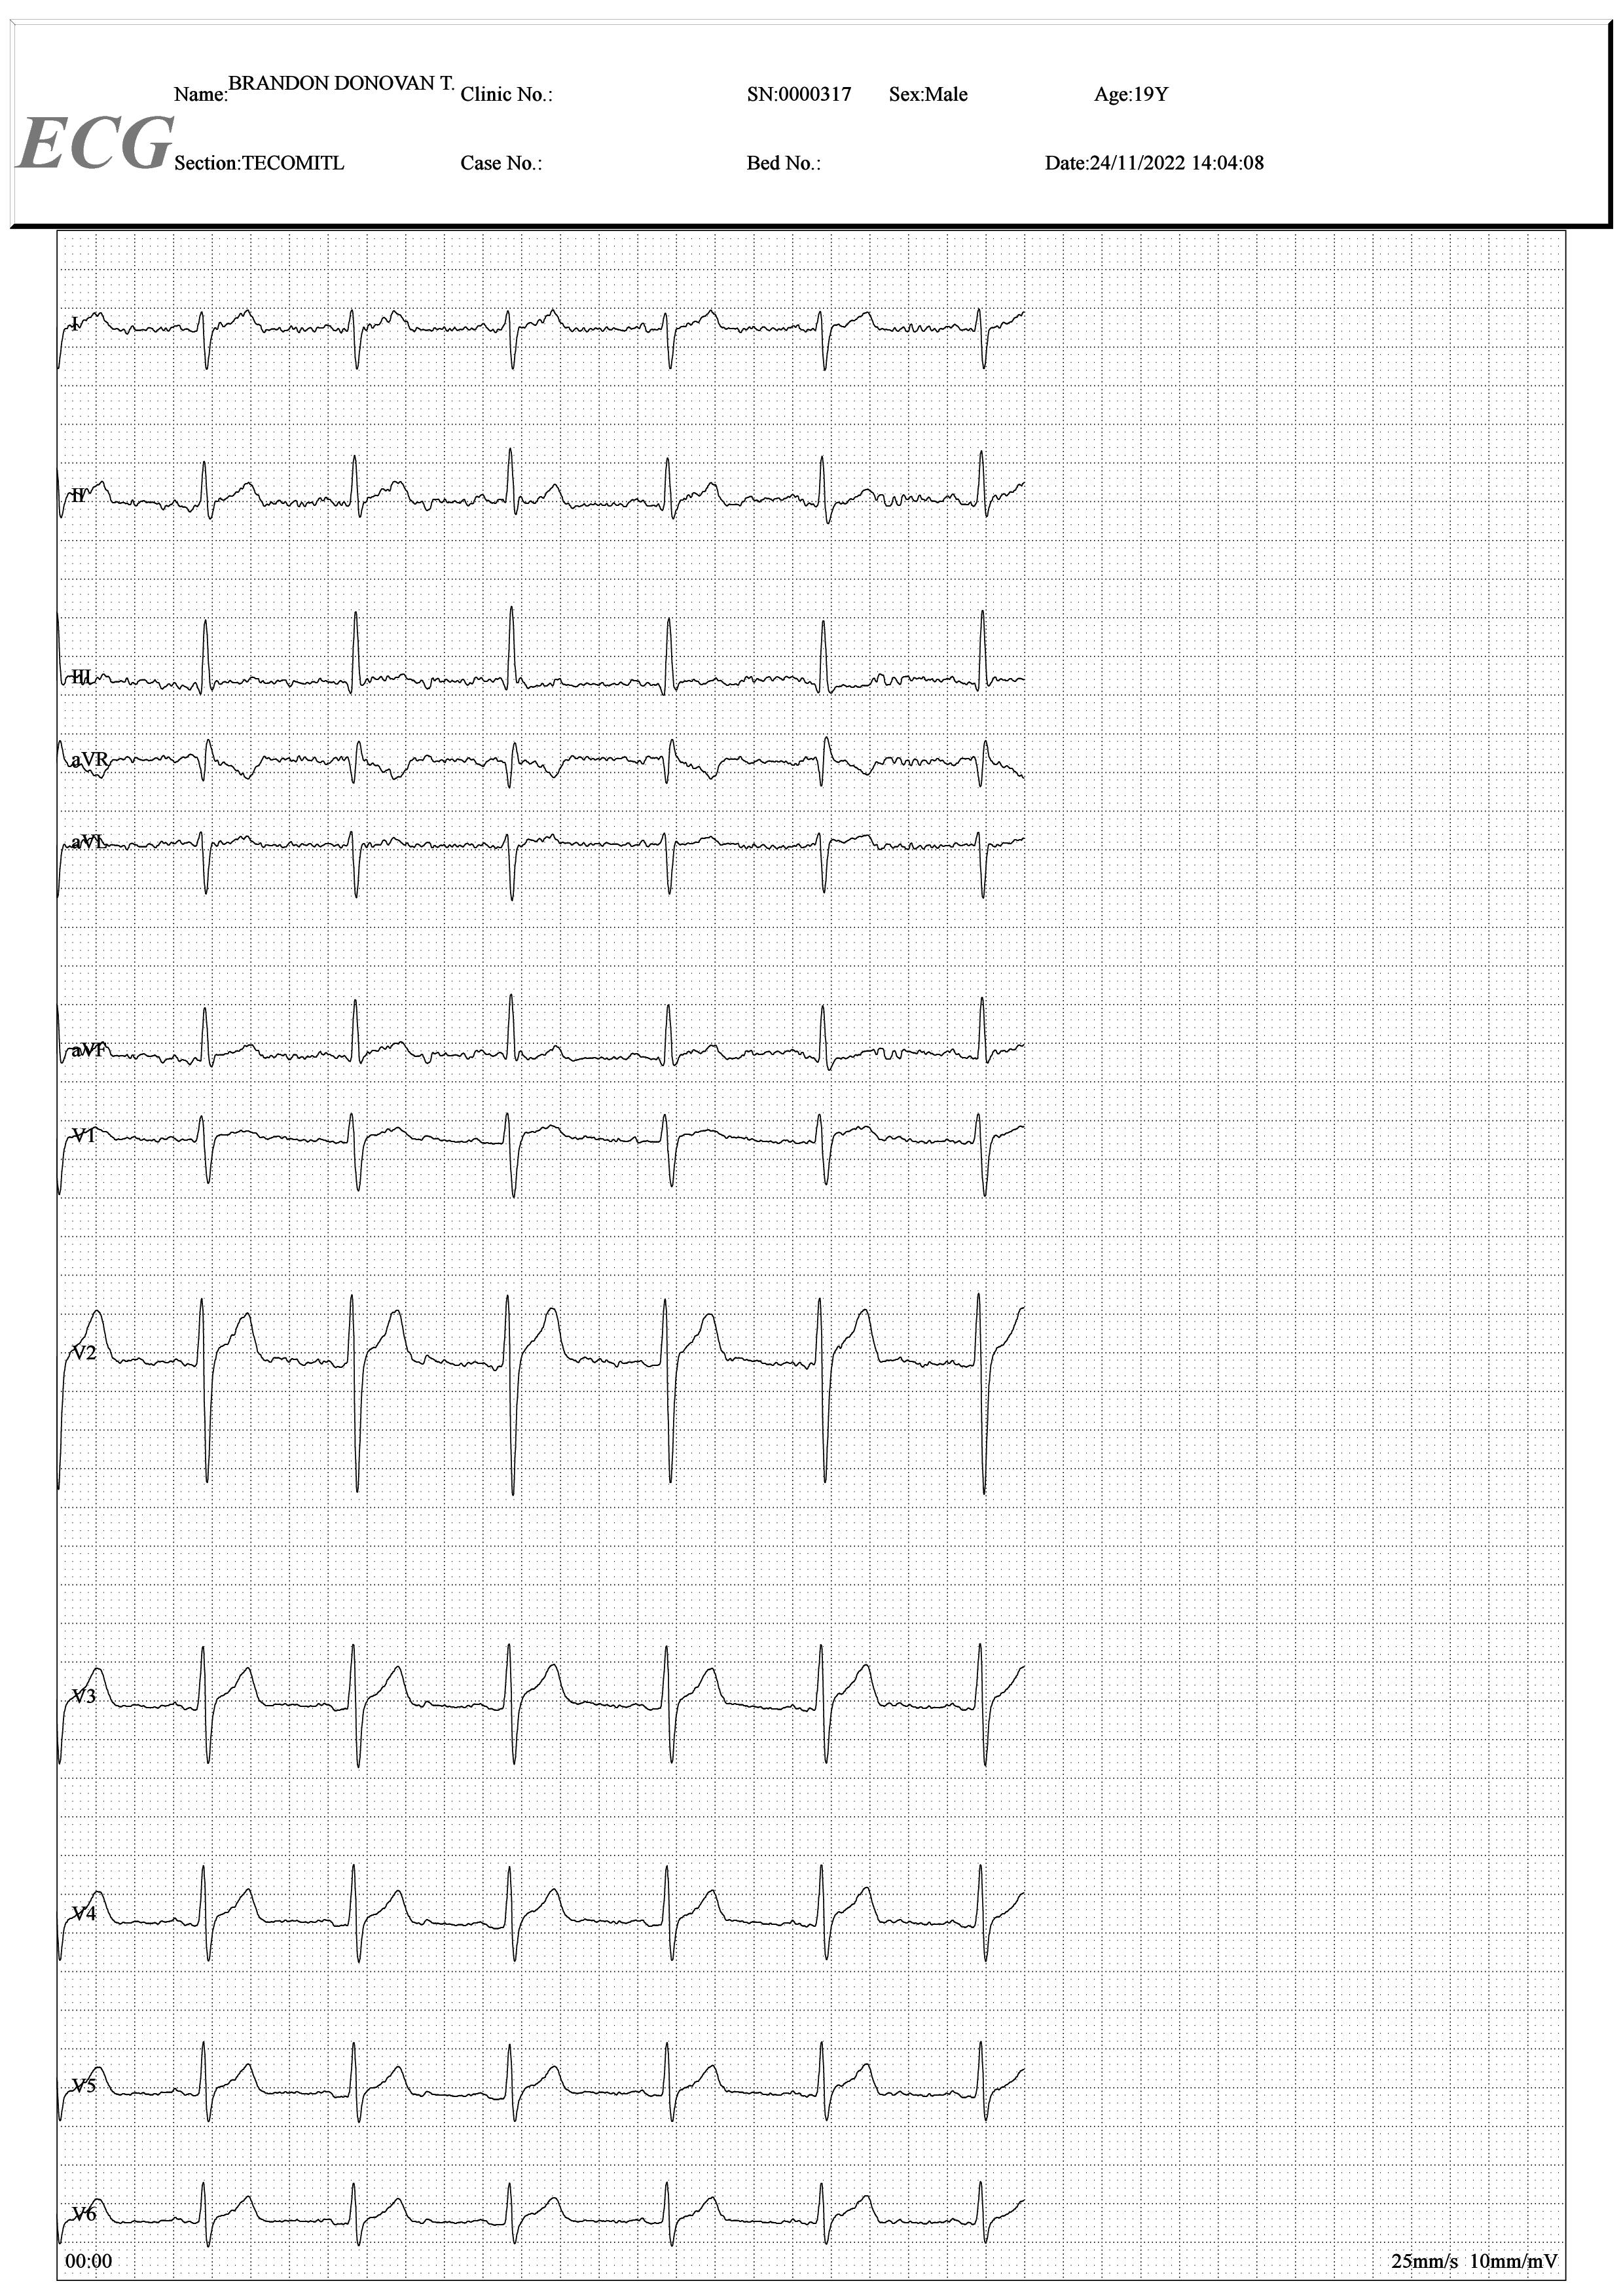 Name:BRANDON DONOVAN T. Clinic No.: SN:0000317 Sex:Male Age:19Y
ECG
Section:TECOMITL Case No.: Bed No.: Date:24/11/2022 14:04:08
I
II
III
aVR
aVL
aVF
V1
V2
V3
V4
V5
V6
00:00 25mm/s 10mm/mV